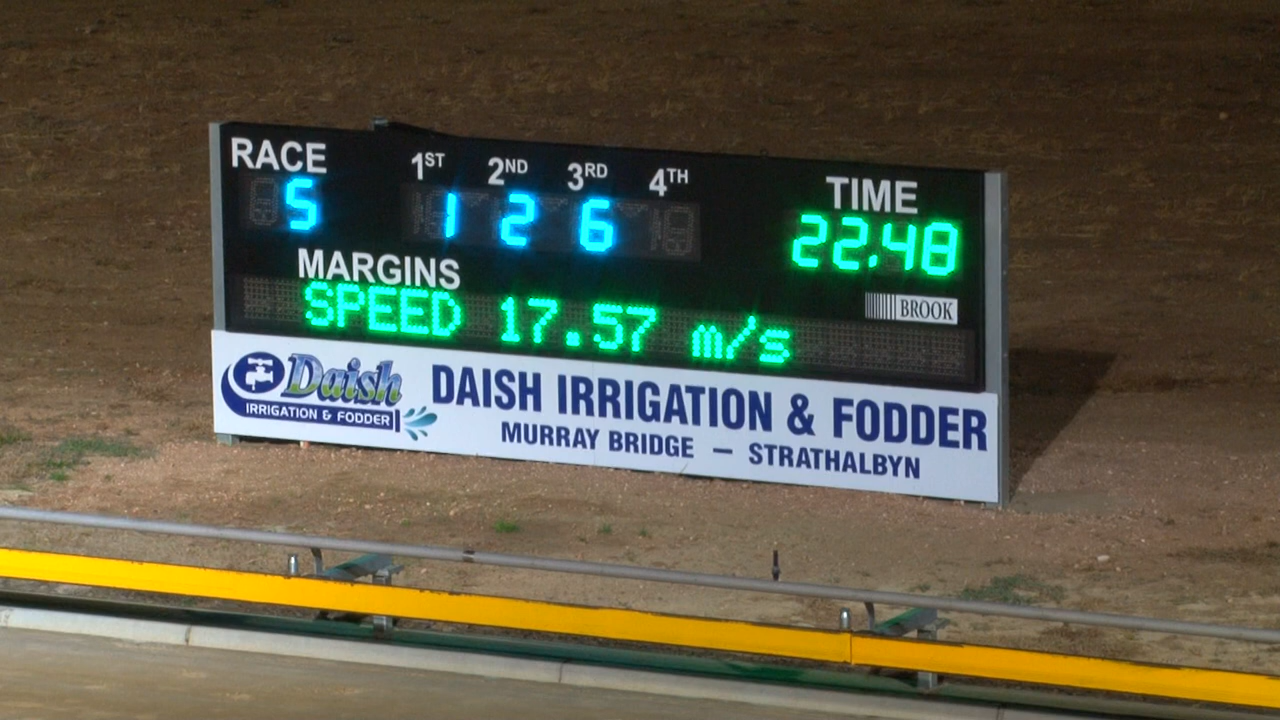 RACE 1ST 2ND 3RD 4TH TIME
5 1 2 6 22.48
MARGINS
BROOK
SPEED 17.57 m/s
Daish
IRRIGATION & FODDER
DAISH IRRIGATION & FODDER
MURRAY BRIDGE – STRATHALBYN